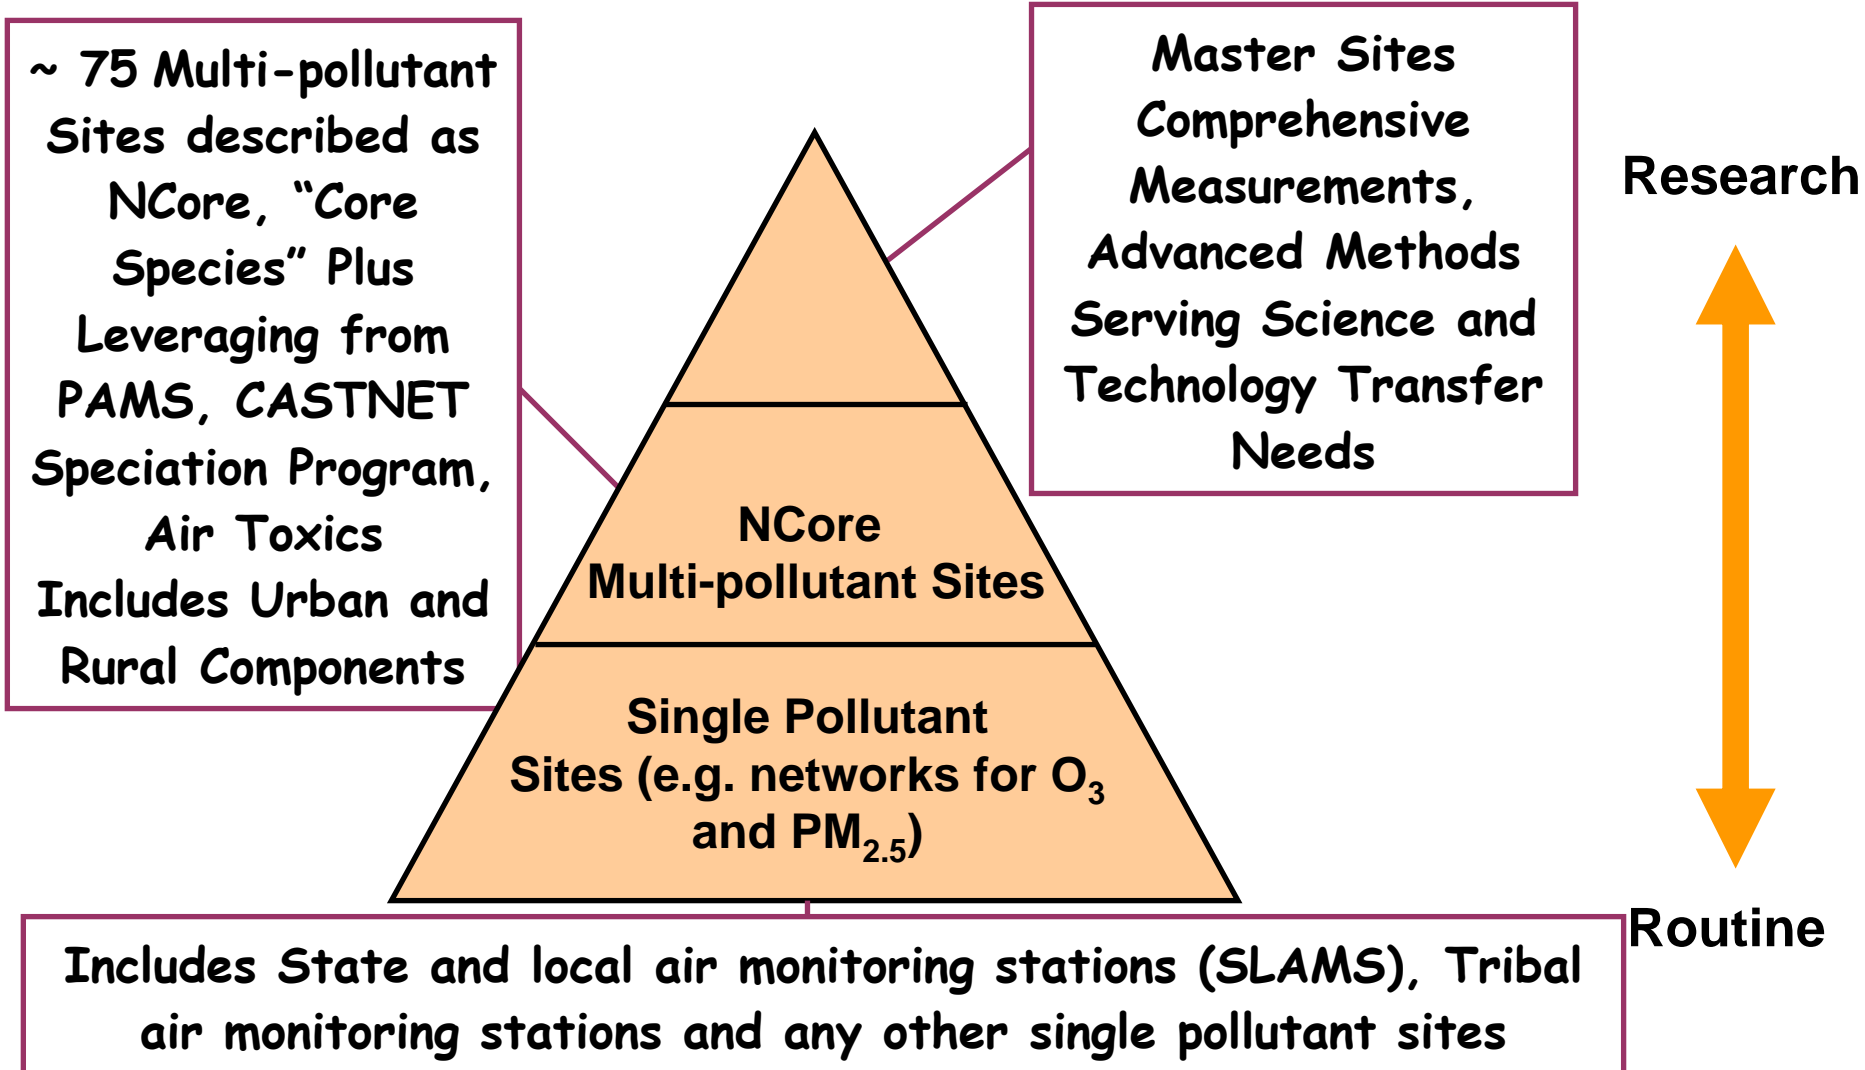 ~ 75 Multi-pollutant
Sites described as
NCore, “Core
Species” Plus
Leveraging from
PAMS, CASTNET
Speciation Program,
Air Toxics
Includes Urban and
Rural Components
Master Sites
Comprehensive
Measurements,
Advanced Methods
Serving Science and
Technology Transfer
Needs
Research
NCore
Multi-pollutant Sites
Single Pollutant
Sites (e.g. networks for O₃
and PM₂.₅)
Routine
Includes State and local air monitoring stations (SLAMS), Tribal
air monitoring stations and any other single pollutant sites